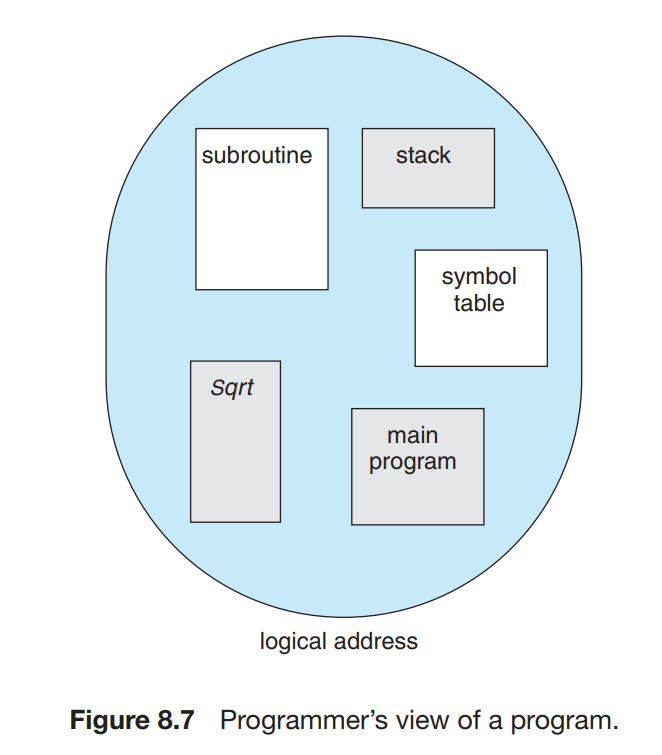 subroutine
stack
symbol
table
Sqrt
main
program
logical address
Figure 8.7 Programmer’s view of a program.